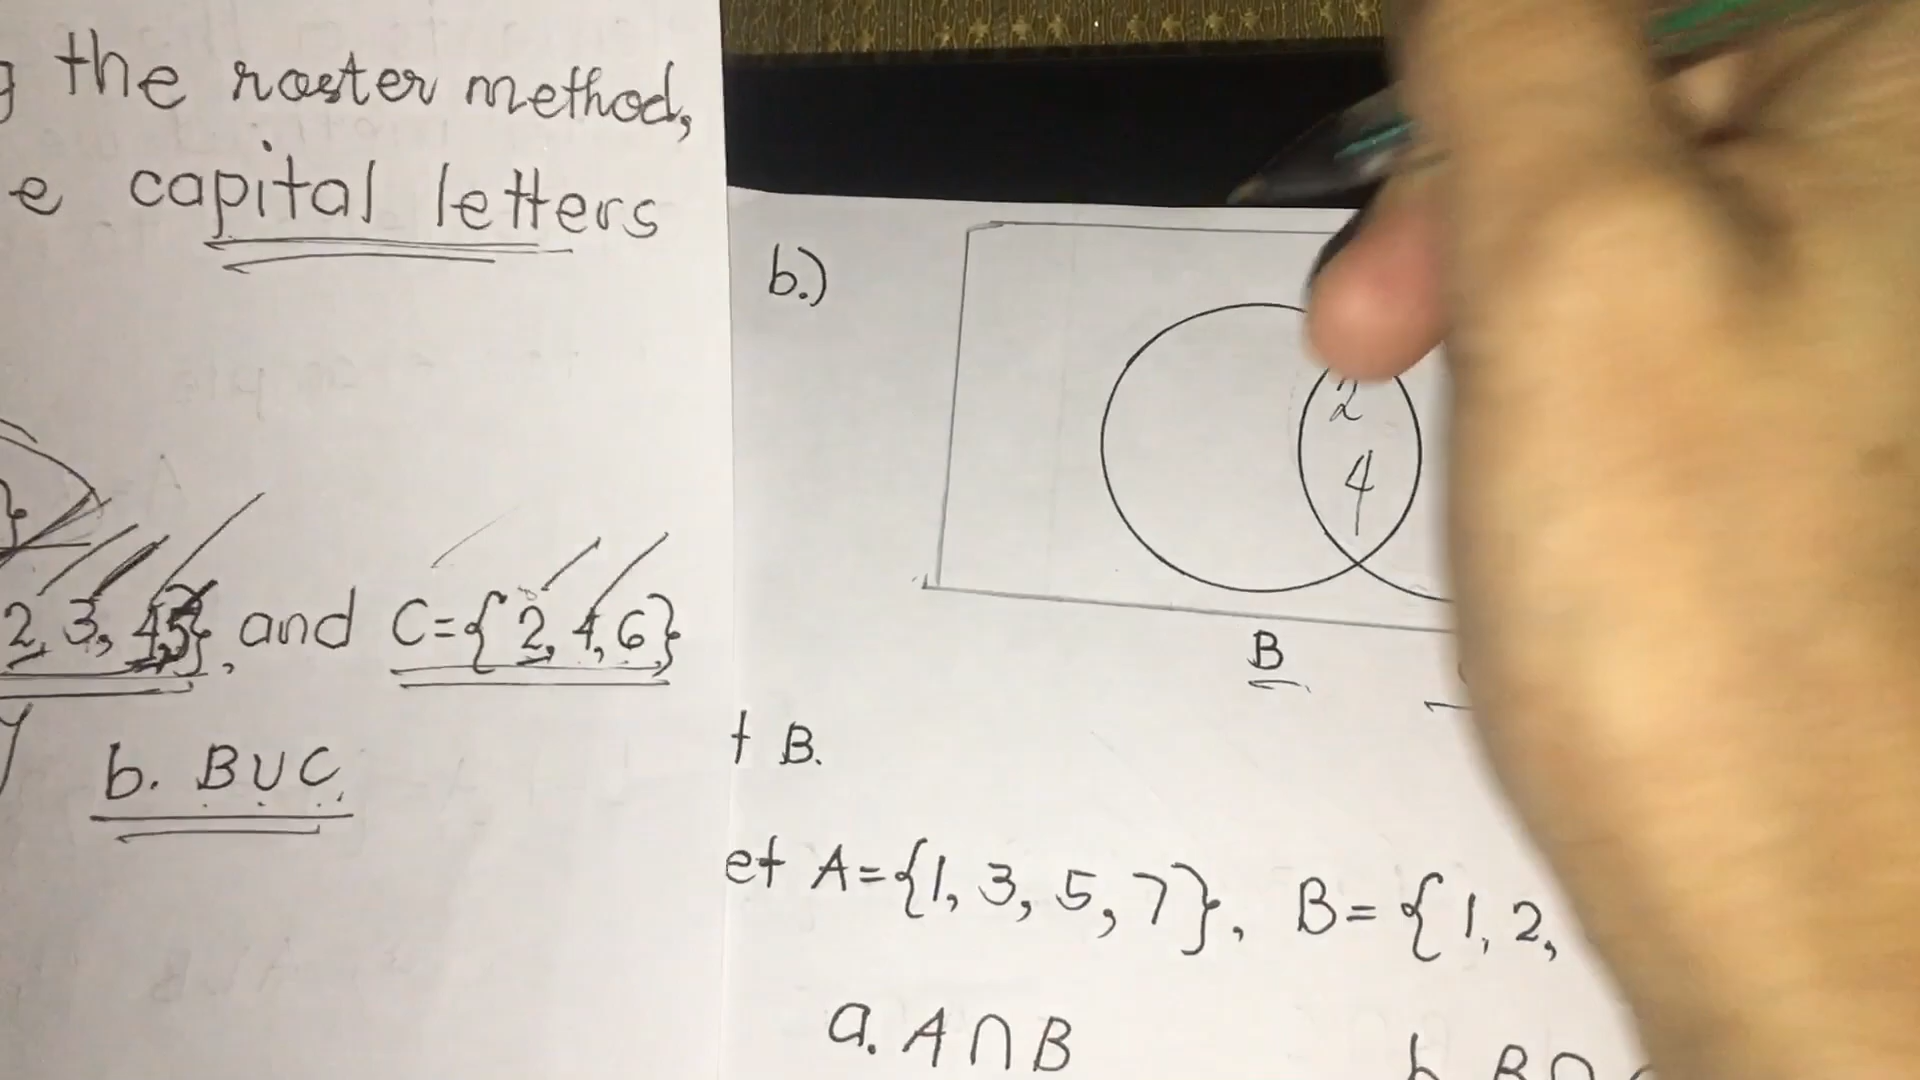 the roster method,
e capital letters
2, 3, 4,5}, and C={2, 4, 6}
b. B∪C
b.)
2
4
B
t B.
et A={1, 3, 5, 7}, B={1, 2,
a. A∩B